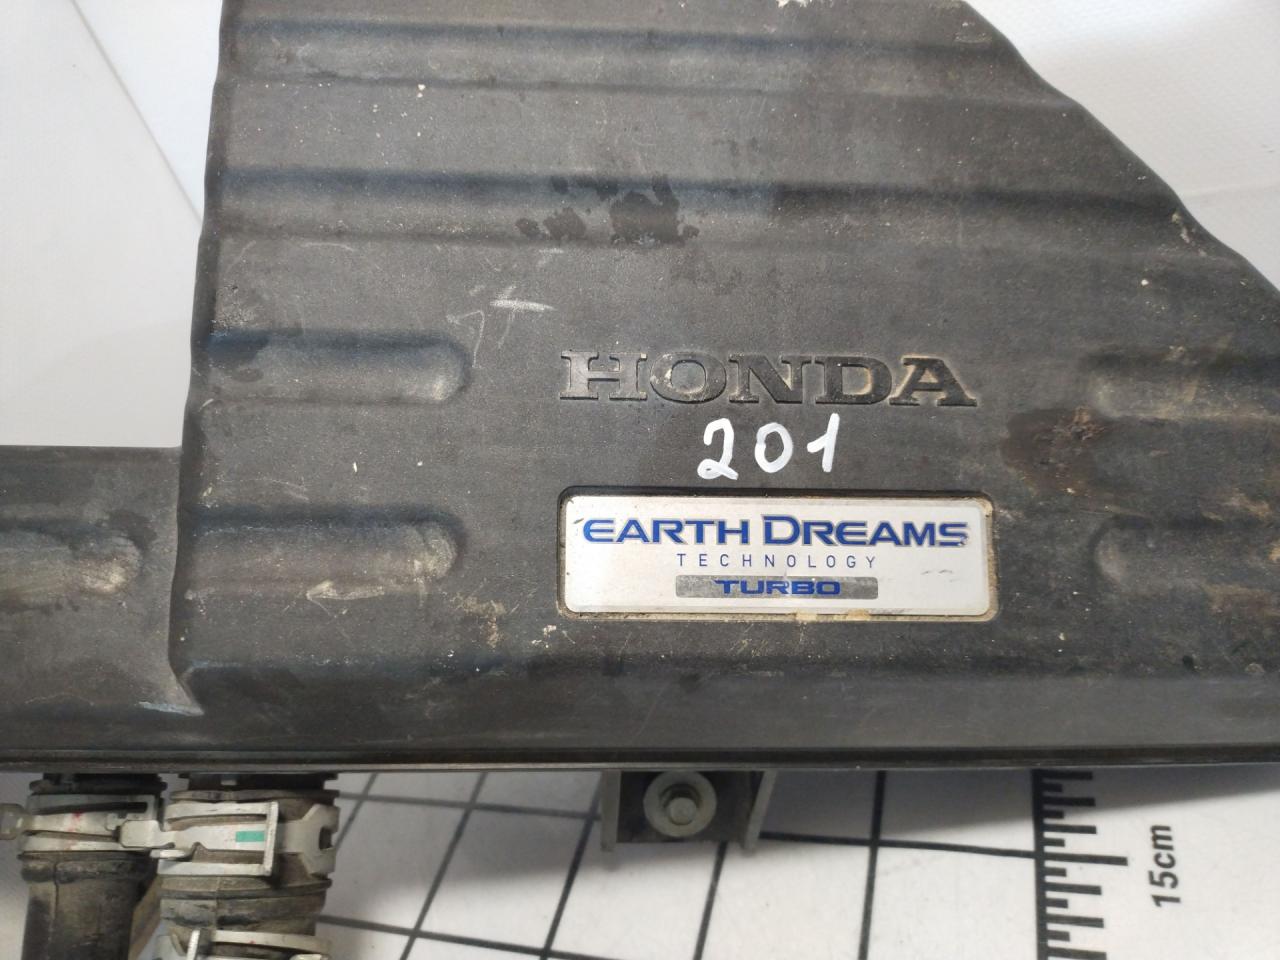 HONDA
201
EARTH DREAMS
TECHNOLOGY
TURBO
15cm